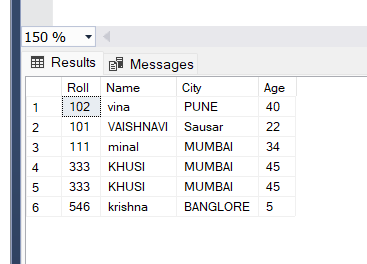 150 %
Results Messages
Roll Name City Age
1 102 vina PUNE 40
2 101 VAISHNAVI Sausar 22
3 111 minal MUMBAI 34
4 333 KHUSI MUMBAI 45
5 333 KHUSI MUMBAI 45
6 546 krishna BANGLORE 5